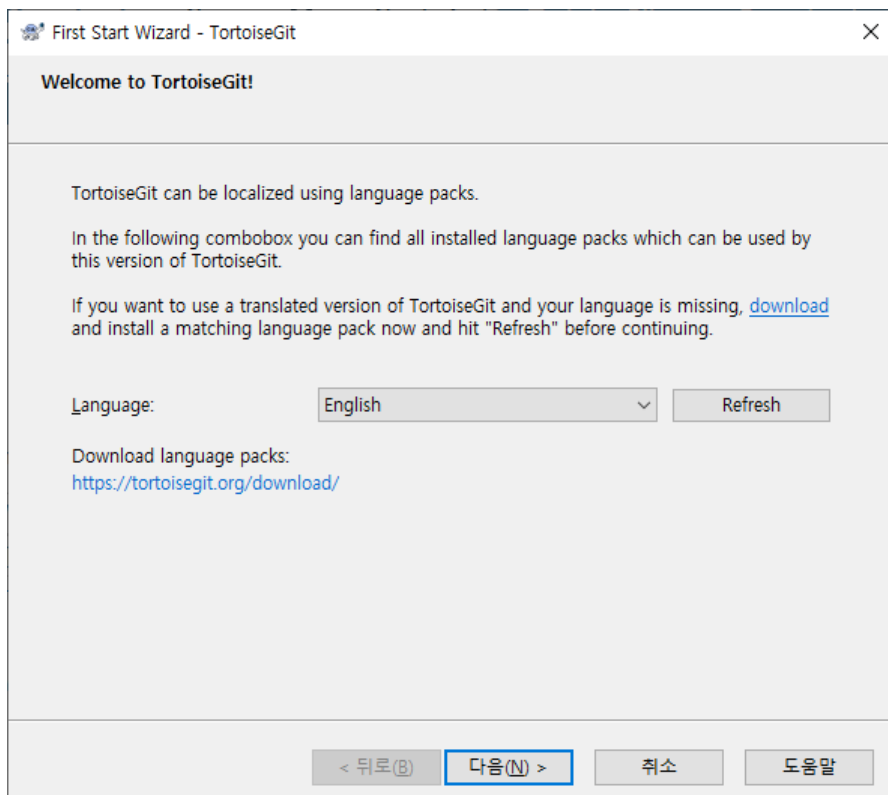 First Start Wizard - TortoiseGit
Welcome to TortoiseGit!
TortoiseGit can be localized using language packs.
In the following combobox you can find all installed language packs which can be used by
this version of TortoiseGit.
If you want to use a translated version of TortoiseGit and your language is missing, download
and install a matching language pack now and hit "Refresh" before continuing.
Language: English Refresh
Download language packs:
https://tortoisegit.org/download/
< 뒤로(B) 다음(N) > 취소 도움말